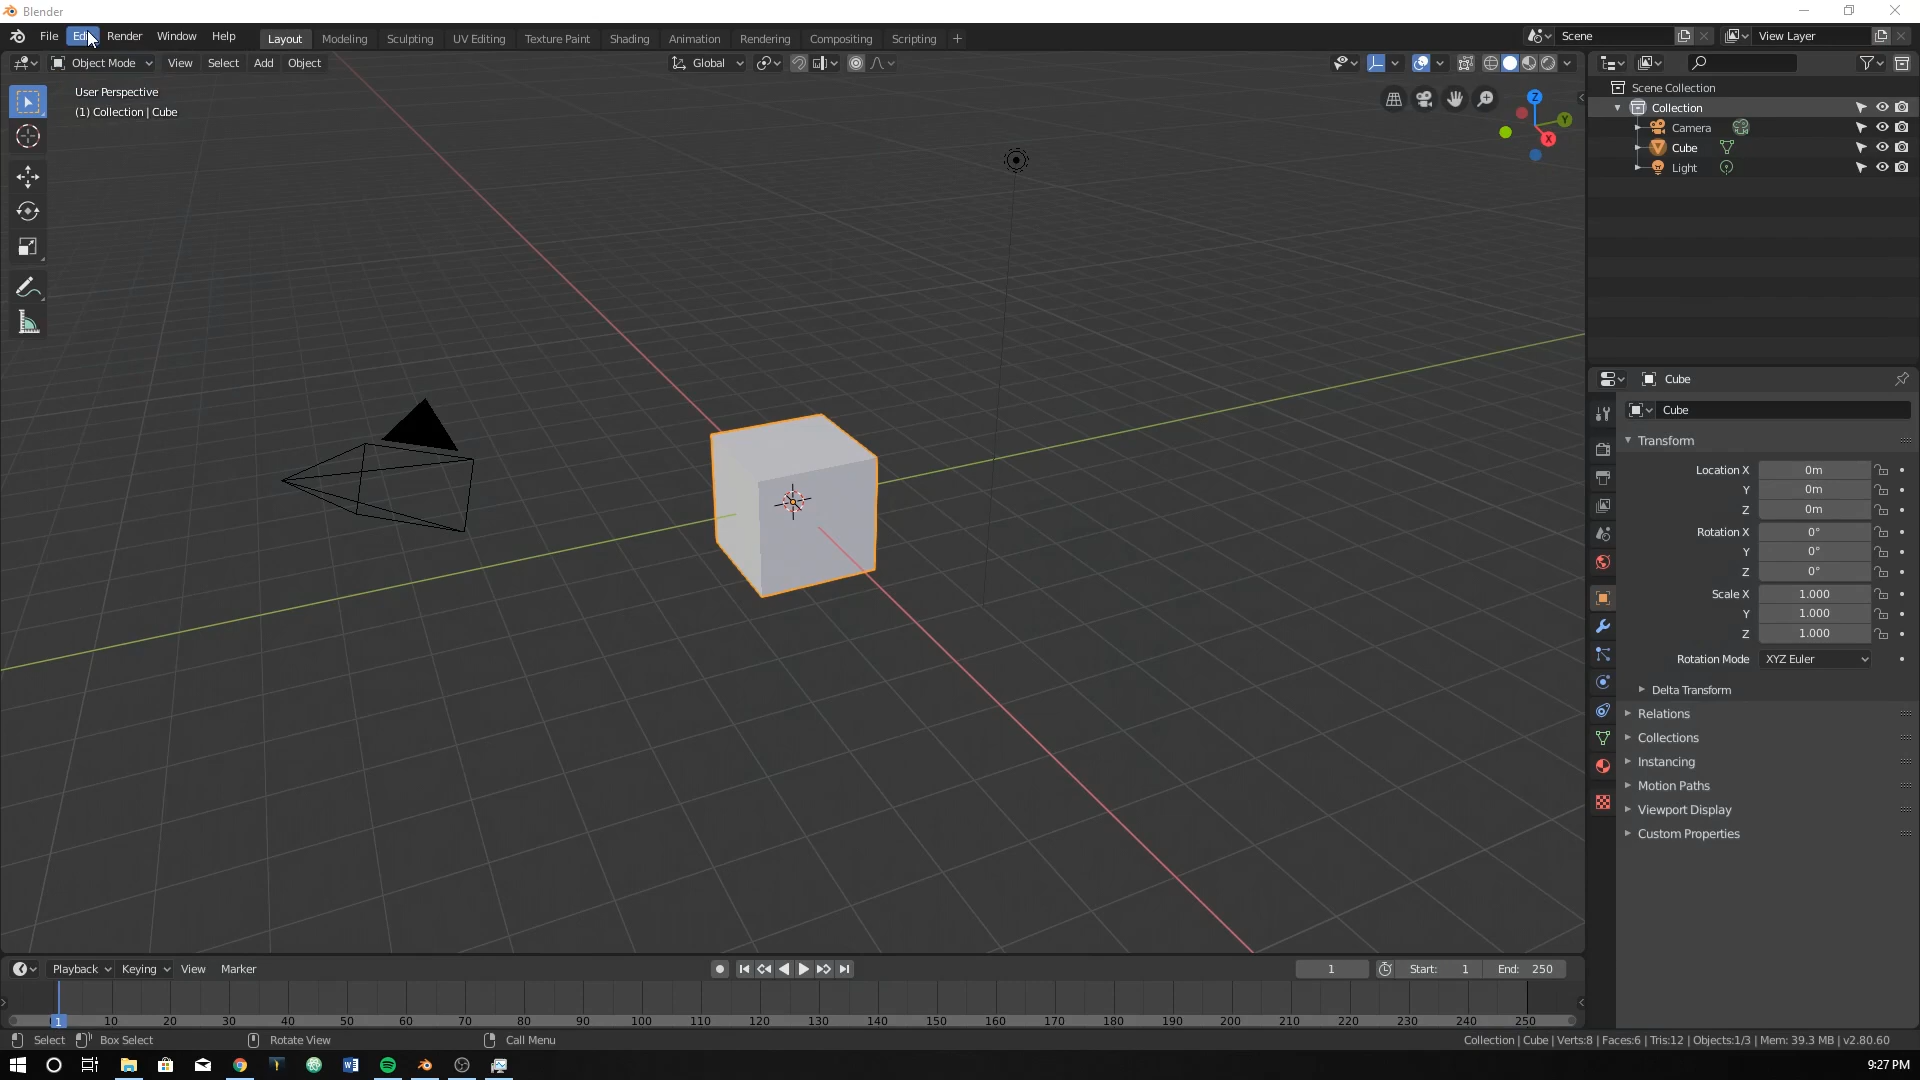 Blender
File Edit Render Window Help Layout Modeling Sculpting UV Editing Texture Paint Shading Animation Rendering Compositing Scripting + Scene View Layer
Object Mode View Select Add Object Global
User Perspective
(1) Collection | Cube
Z
Y
X
Scene Collection
Collection
Camera
Cube
Light
Cube
Cube
Transform
Location X 0m
Y 0m
Z 0m
Rotation X 0°
Y 0°
Z 0°
Scale X 1.000
Y 1.000
Z 1.000
Rotation Mode XYZ Euler
Delta Transform
Relations
Collections
Instancing
Motion Paths
Viewport Display
Custom Properties
Playback Keying View Marker 1 Start: 1 End: 250
1 10 20 30 40 50 60 70 80 90 100 110 120 130 140 150 160 170 180 190 200 210 220 230 240 250
Select Box Select Rotate View Call Menu Collection | Cube | Verts:8 | Faces:6 | Tris:12 | Objects:1/3 | Mem: 39.3 MB | v2.80.60
9:27 PM